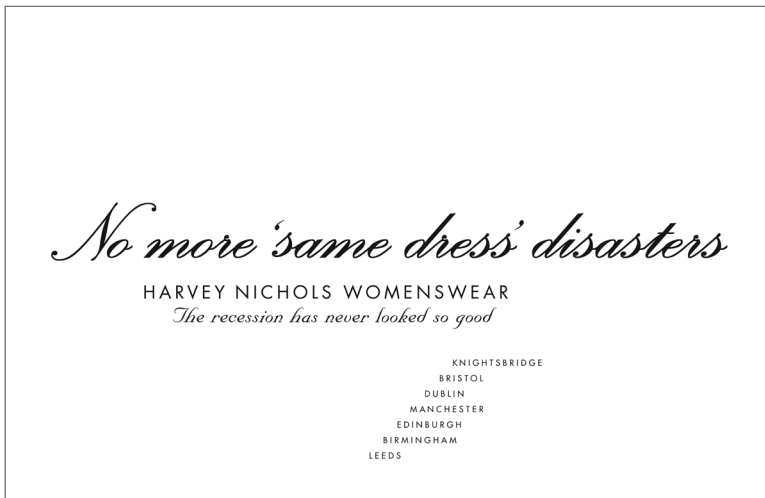 No more ‘same dress’ disasters
HARVEY NICHOLS WOMENSWEAR
The recession has never looked so good
KNIGHTSBRIDGE
BRISTOL
DUBLIN
MANCHESTER
EDINBURGH
BIRMINGHAM
LEEDS